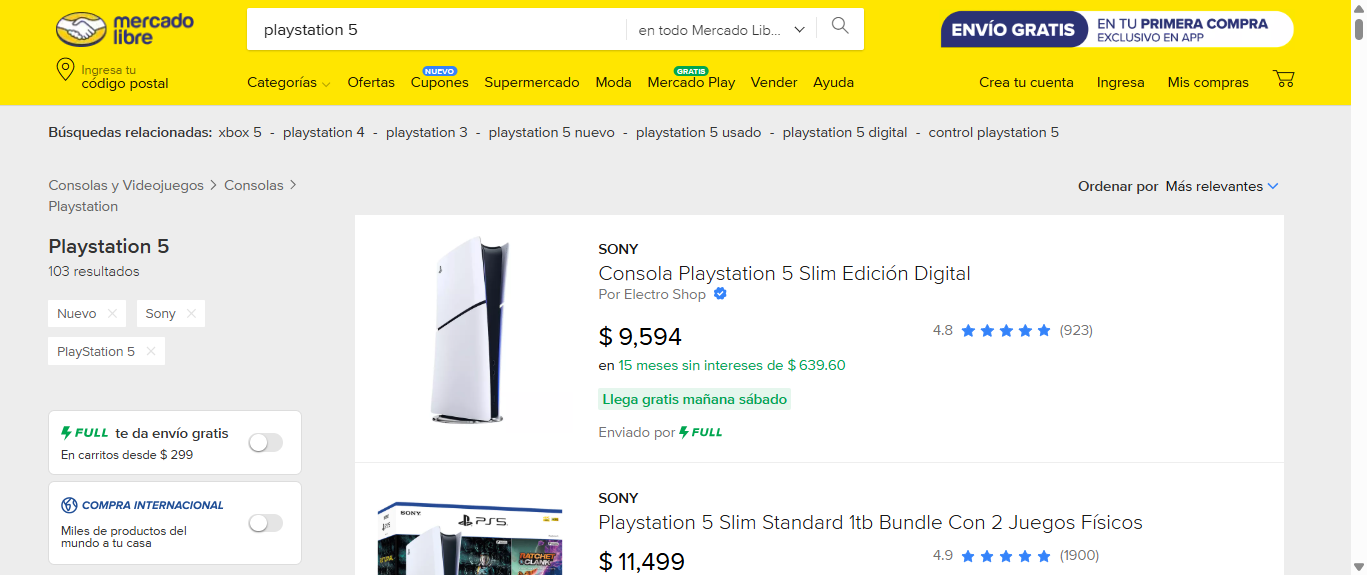 mercado
libre
playstation 5
en todo Mercado Lib...
ENVÍO GRATIS
EN TU PRIMERA COMPRA
EXCLUSIVO EN APP
Ingresa tu
código postal
Categorías
Ofertas
NUEVO
Cupones
Supermercado
Moda
GRATIS
Mercado Play
Vender
Ayuda
Crea tu cuenta
Ingresa
Mis compras
Búsquedas relacionadas: xbox 5 - playstation 4 - playstation 3 - playstation 5 nuevo - playstation 5 usado - playstation 5 digital - control playstation 5
Consolas y Videojuegos > Consolas >
Playstation
Ordenar por Más relevantes
Playstation 5
103 resultados
Nuevo
Sony
PlayStation 5
FULL te da envío gratis
En carritos desde $ 299
COMPRA INTERNACIONAL
Miles de productos del
mundo a tu casa
SONY
Consola Playstation 5 Slim Edición Digital
Por Electro Shop
$ 9,594
en 15 meses sin intereses de $ 639.60
Llega gratis mañana sábado
Enviado por FULL
4.8
(923)
SONY
PS5
RATCHET
CLANK
SONY
Playstation 5 Slim Standard 1tb Bundle Con 2 Juegos Físicos
$ 11,499
4.9
(1900)